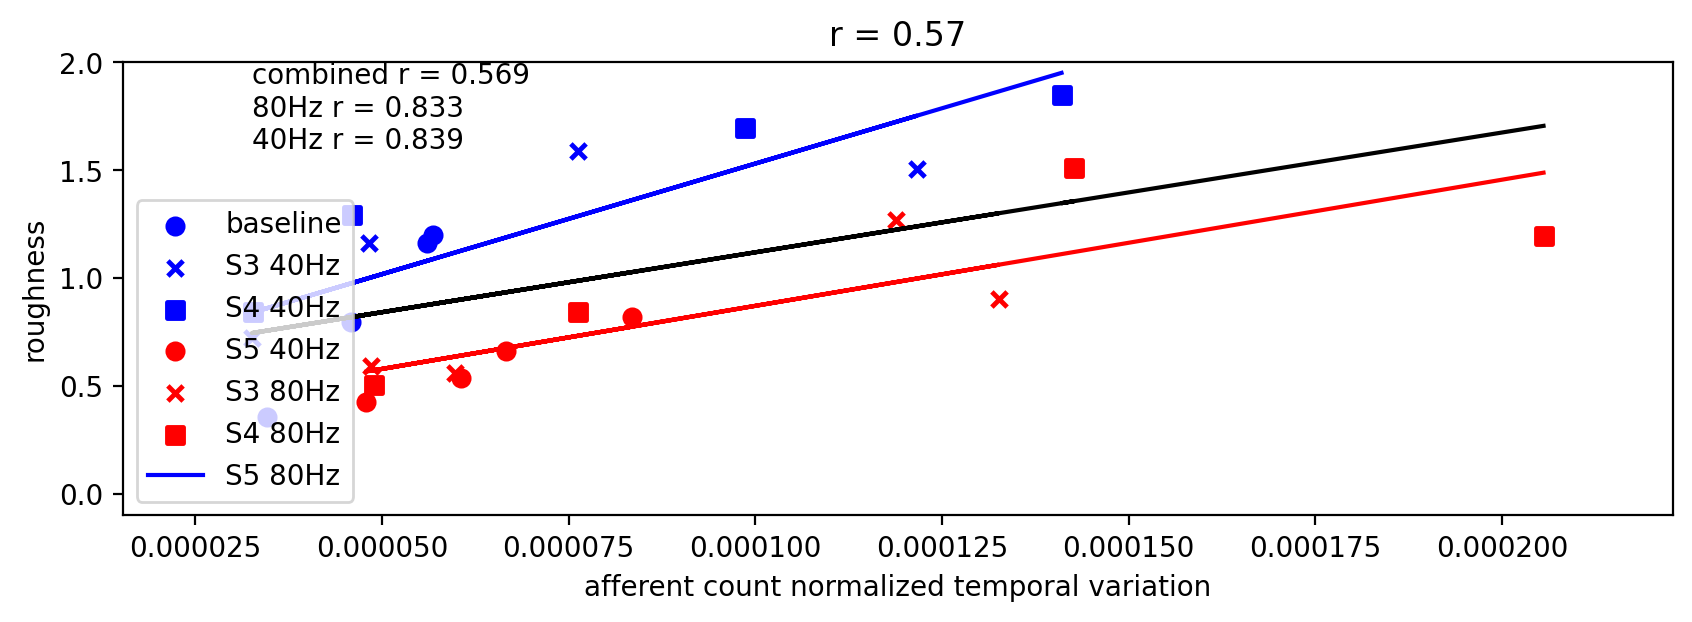 r = 0.57
combined r = 0.569
80Hz r = 0.833
40Hz r = 0.839
2.0
1.5
1.0
0.5
0.0
roughness
baseline
S3 40Hz
S4 40Hz
S5 40Hz
S3 80Hz
S4 80Hz
S5 80Hz
0.000025 0.000050 0.000075 0.000100 0.000125 0.000150 0.000175 0.000200
afferent count normalized temporal variation